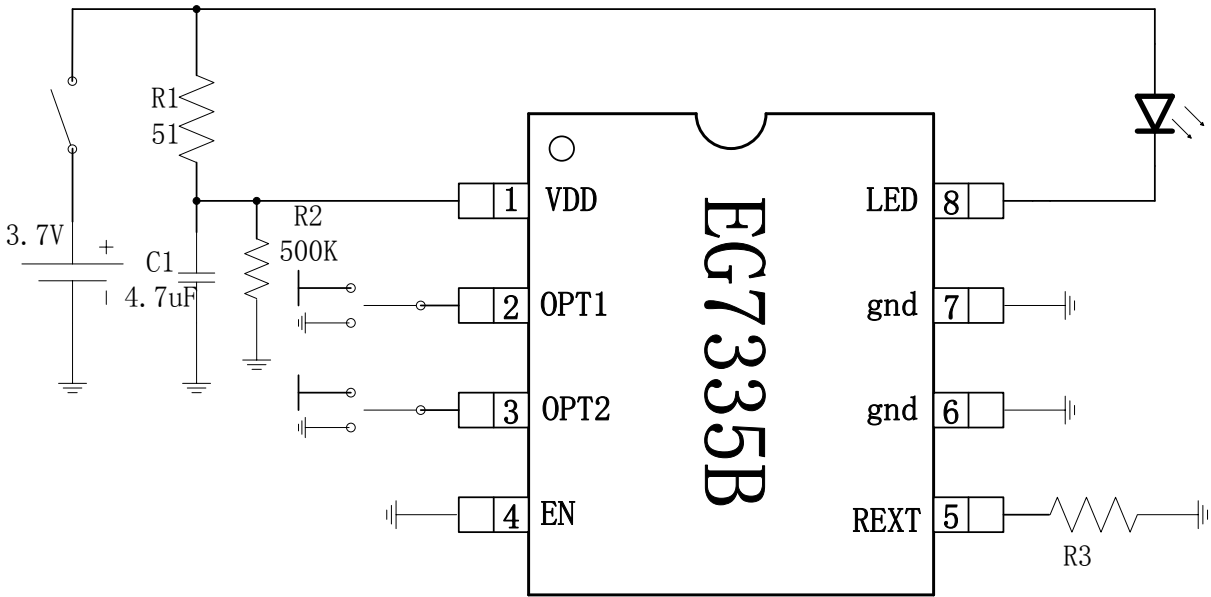 R1
51
3.7V
+
C1
4.7uF
R2
500K
1 VDD
2 OPT1
3 OPT2
4 EN
EG7335B
LED 8
gnd 7
gnd 6
REXT 5
R3